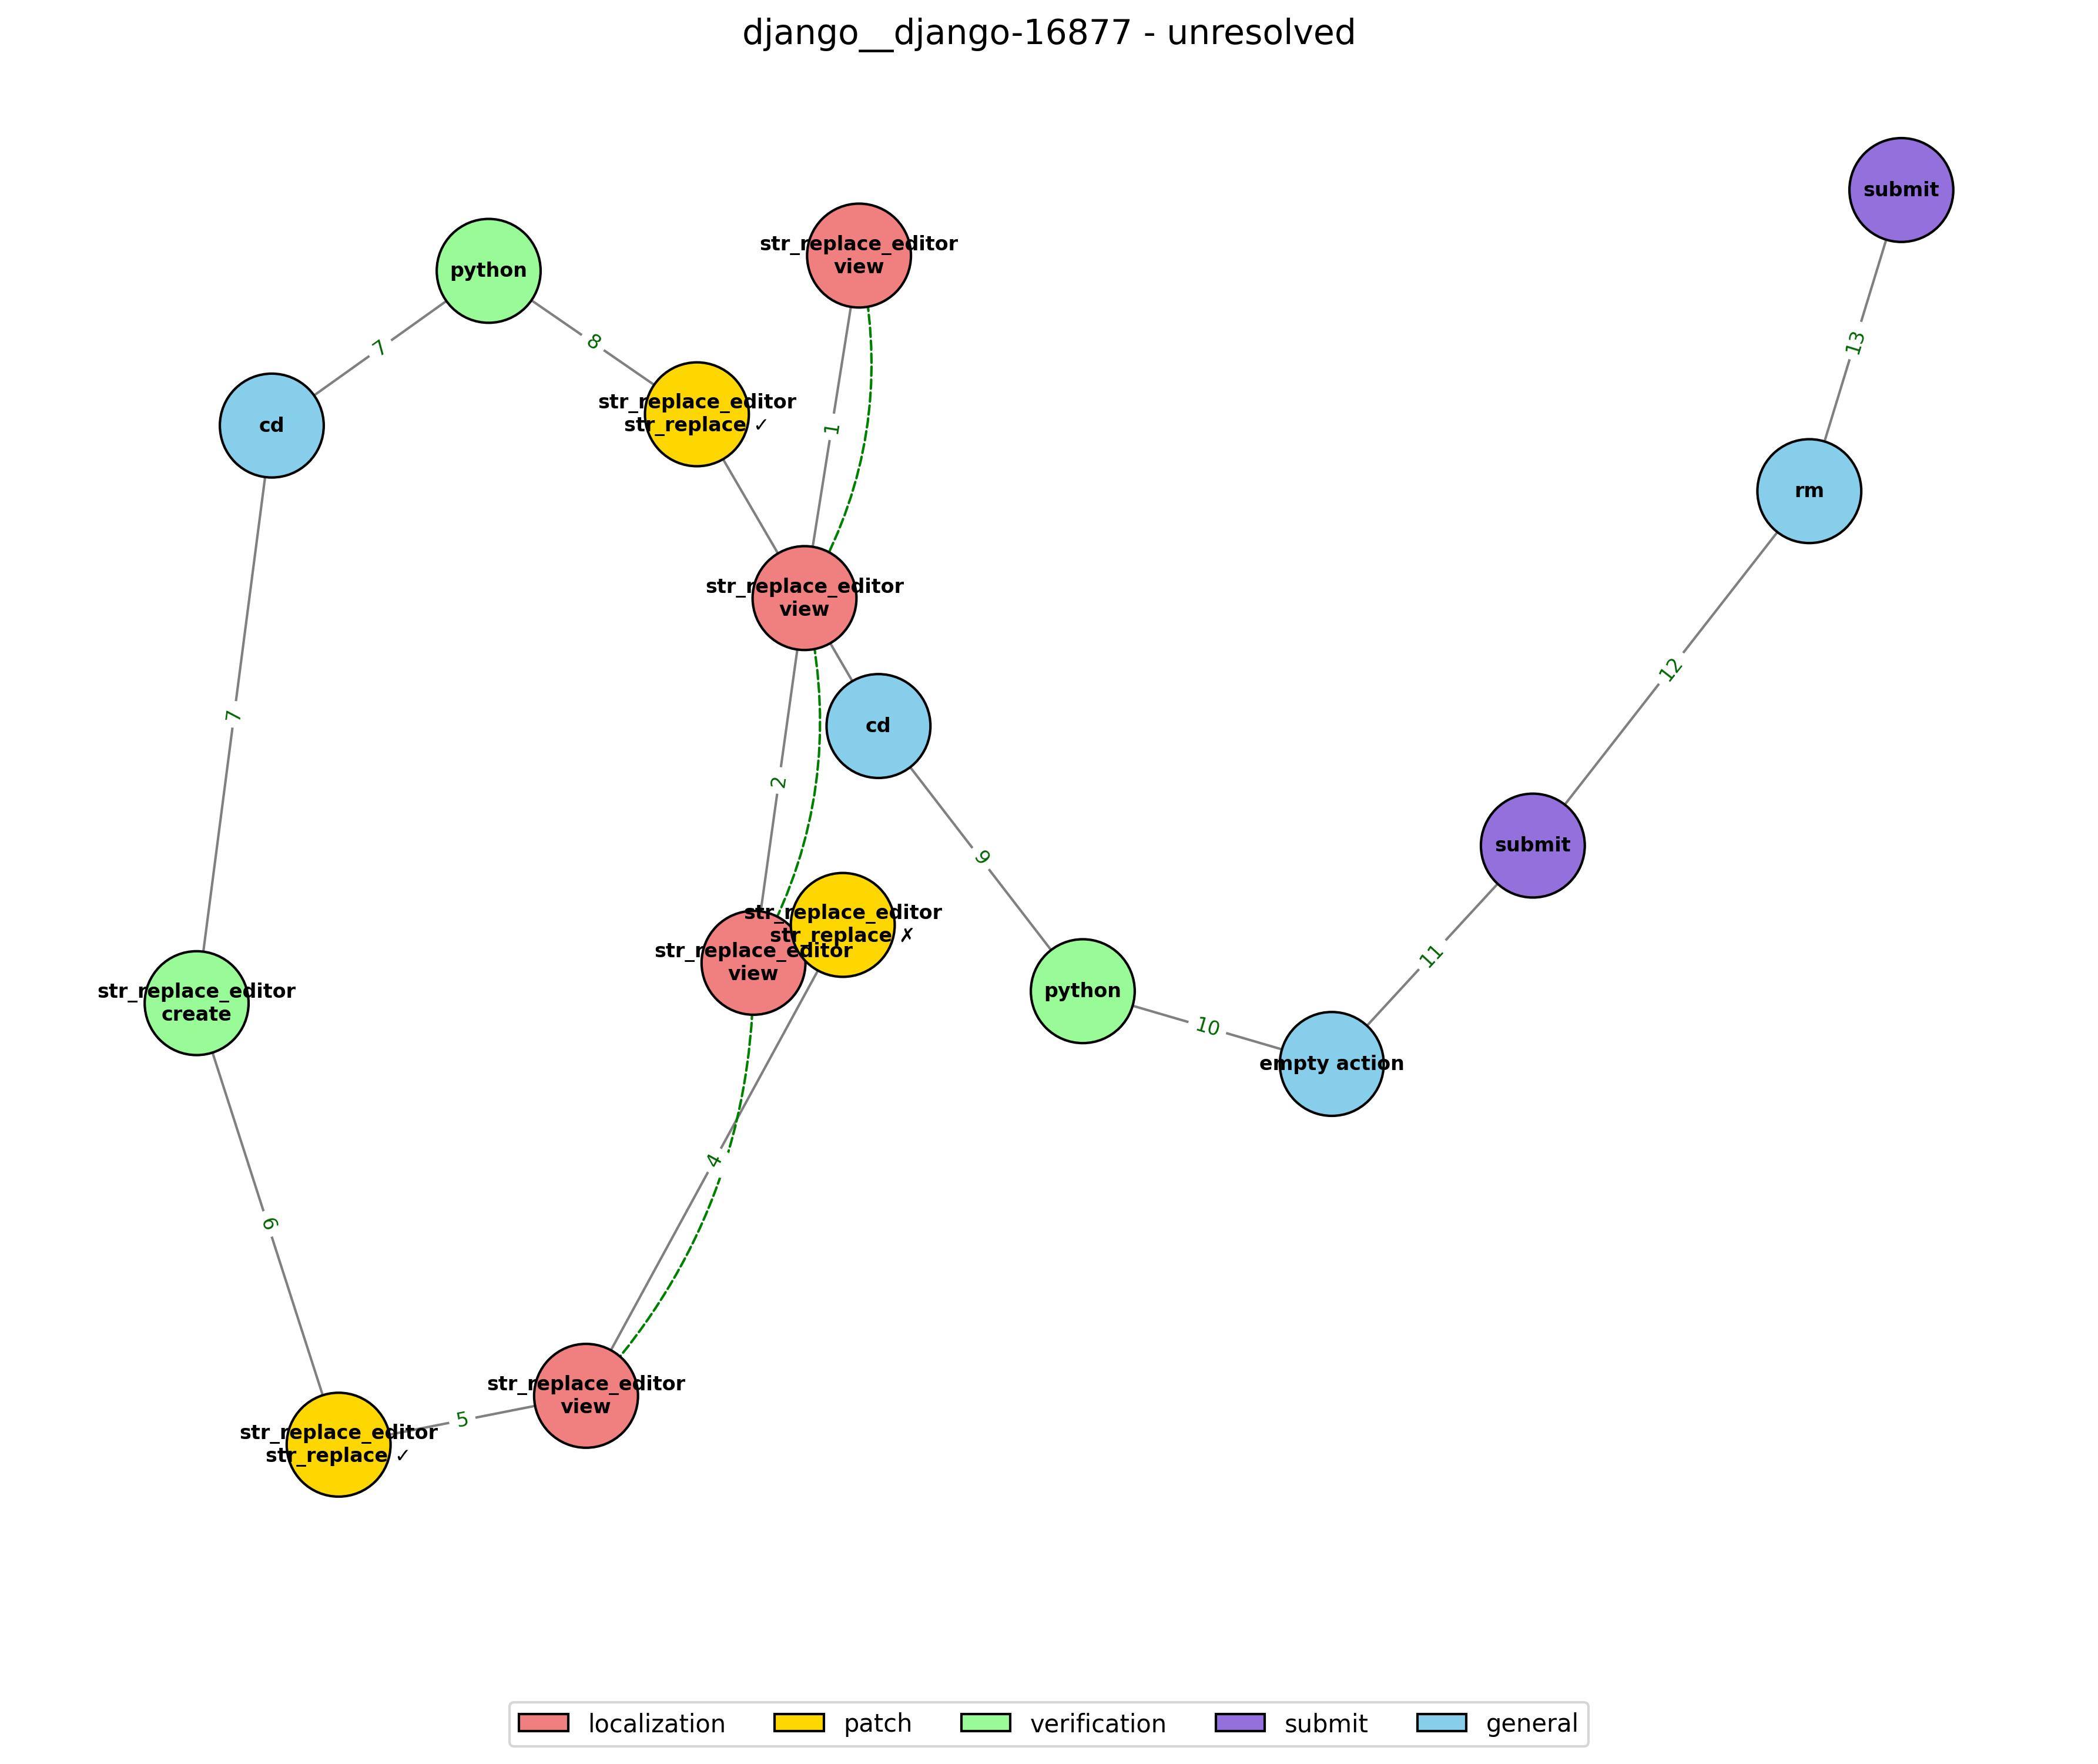 django__django-16877 - unresolved
submit
str_replace_editor
view
python
7
8
13
1
str_replace_editor
str_replace ✓
cd
rm
str_replace_editor
view
12
7
cd
2
9
submit
str_replace_editor
str_replace ✗
str_replace_editor
view
11
python
str_replace_editor
create
10
empty action
4
6
str_replace_editor
view
5
str_replace_editor
str_replace ✓
localization
patch
verification
submit
general